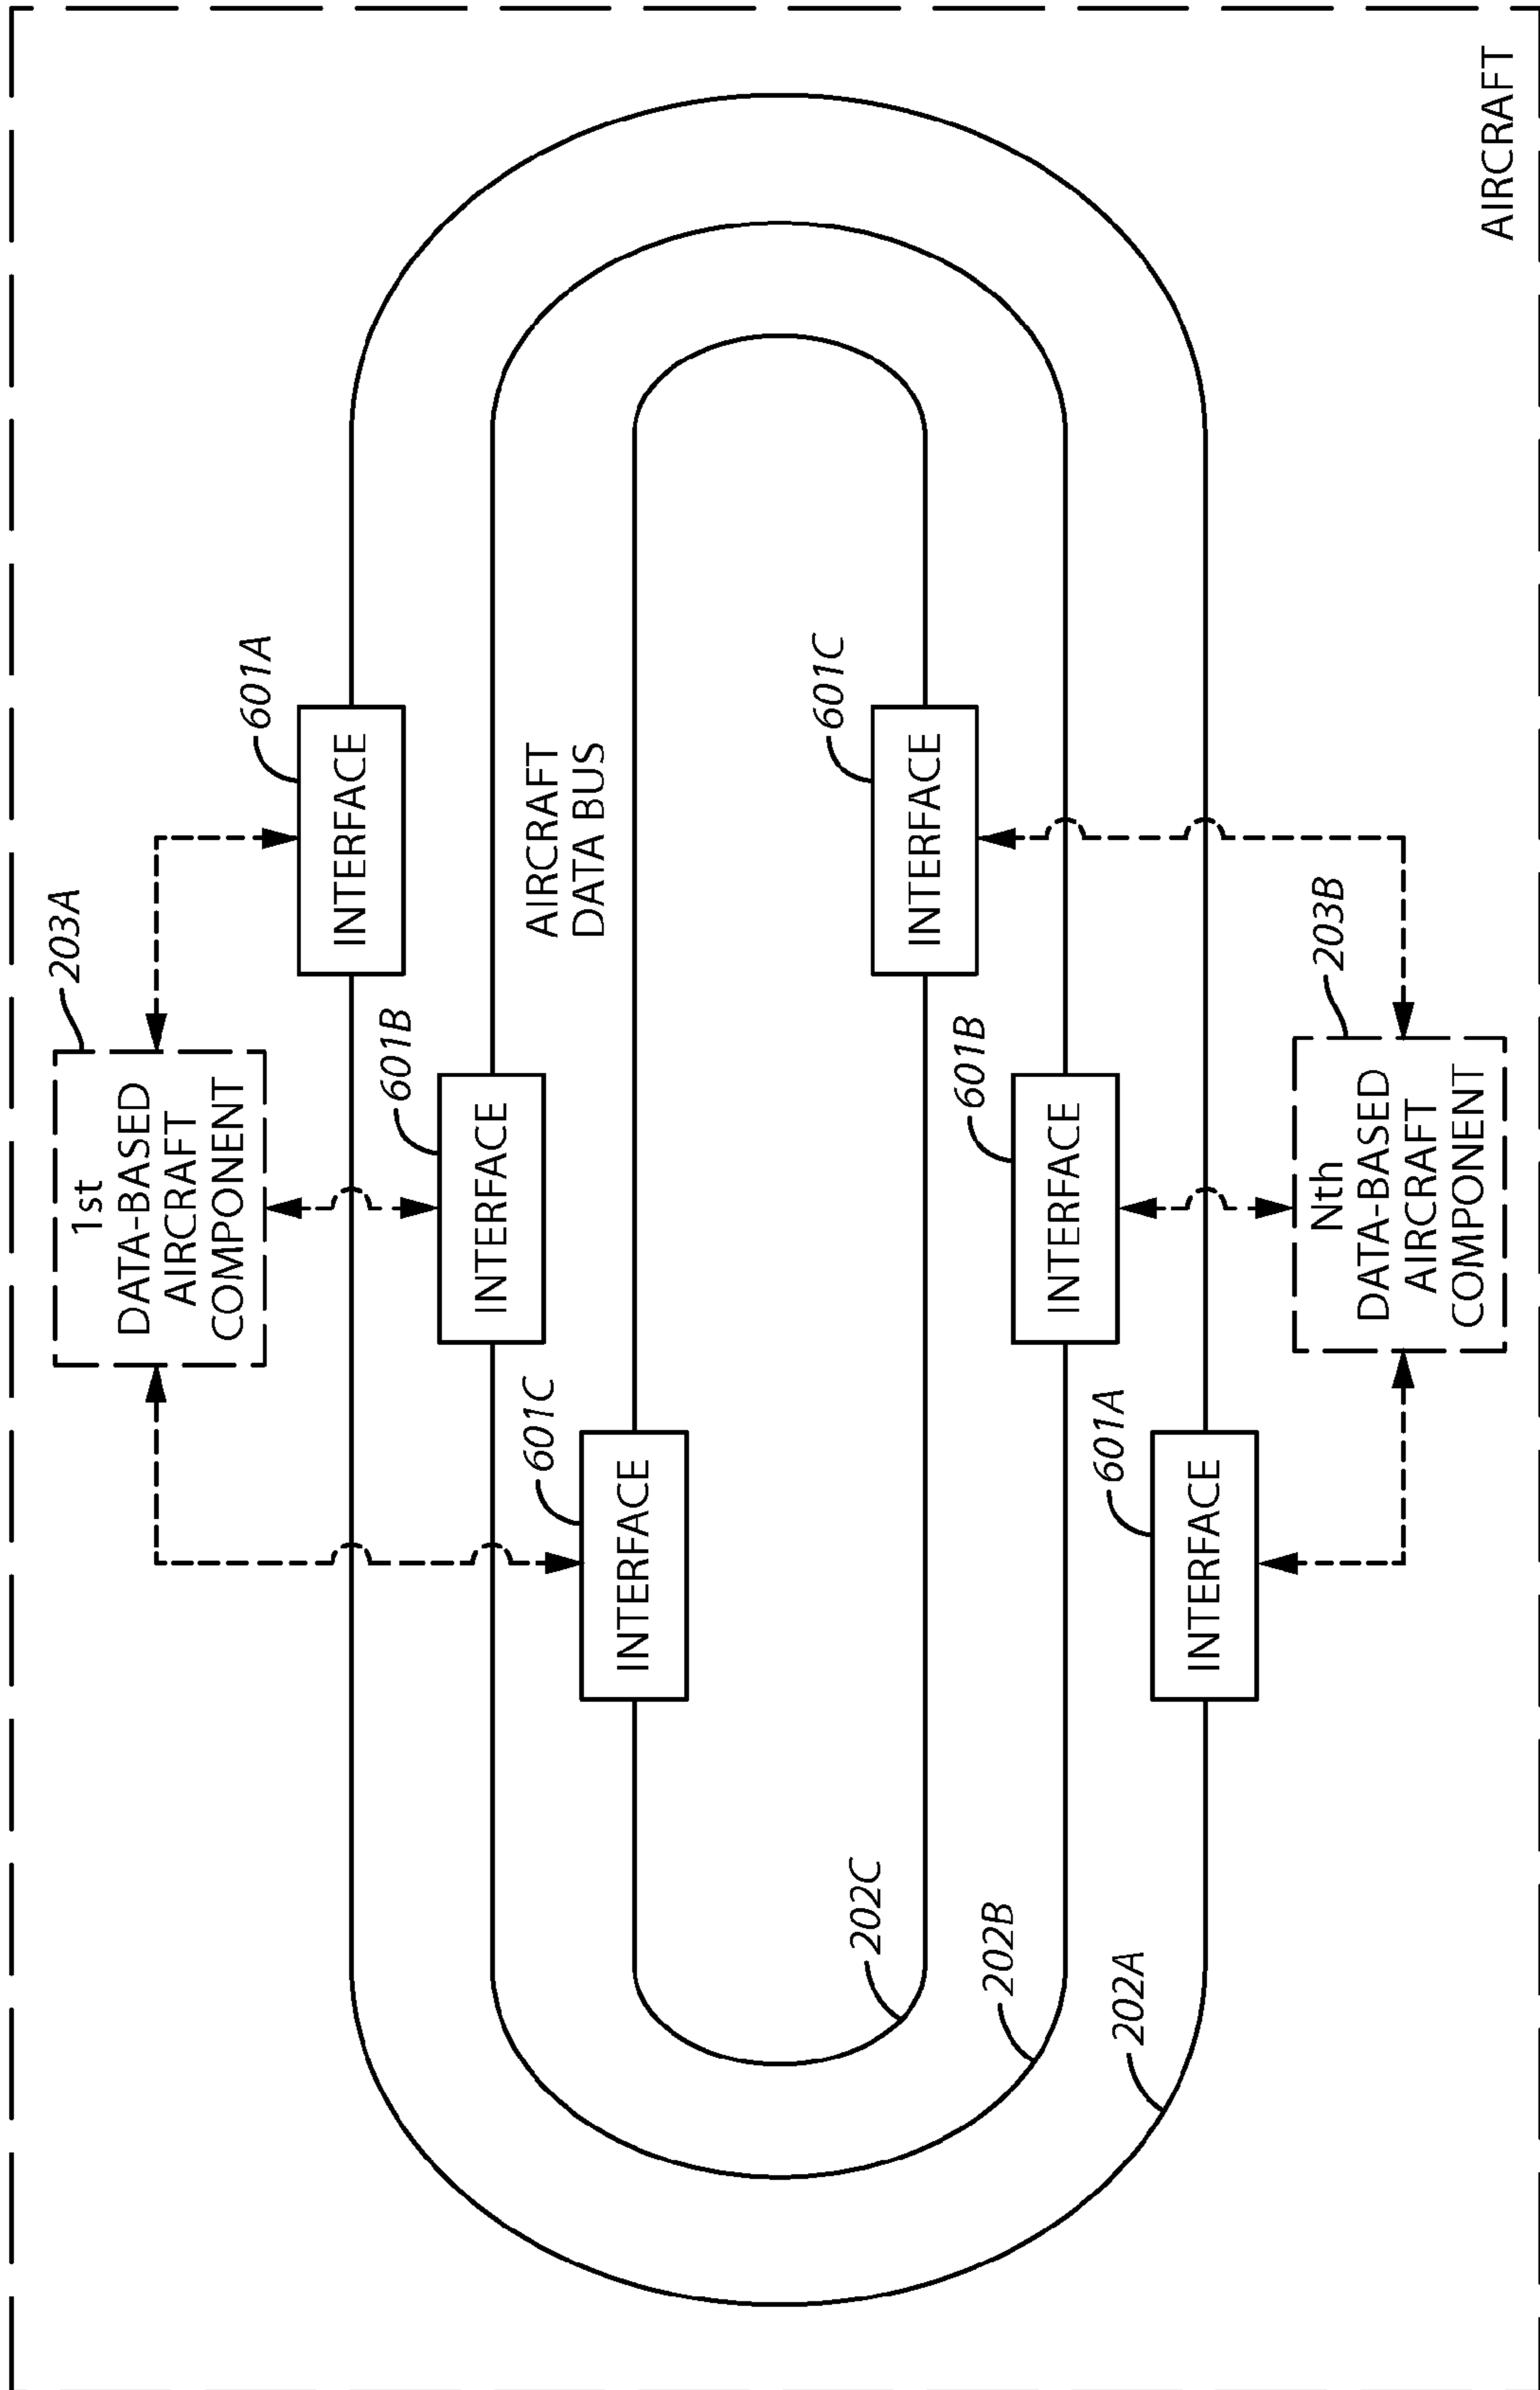 203A
1st
DATA-BASED
AIRCRAFT
COMPONENT
601C
601B
601A
INTERFACE
INTERFACE
INTERFACE
AIRCRAFT
DATA BUS
202C
202B
202A
601A
601B
601C
INTERFACE
INTERFACE
INTERFACE
203B
Nth
DATA-BASED
AIRCRAFT
COMPONENT
AIRCRAFT